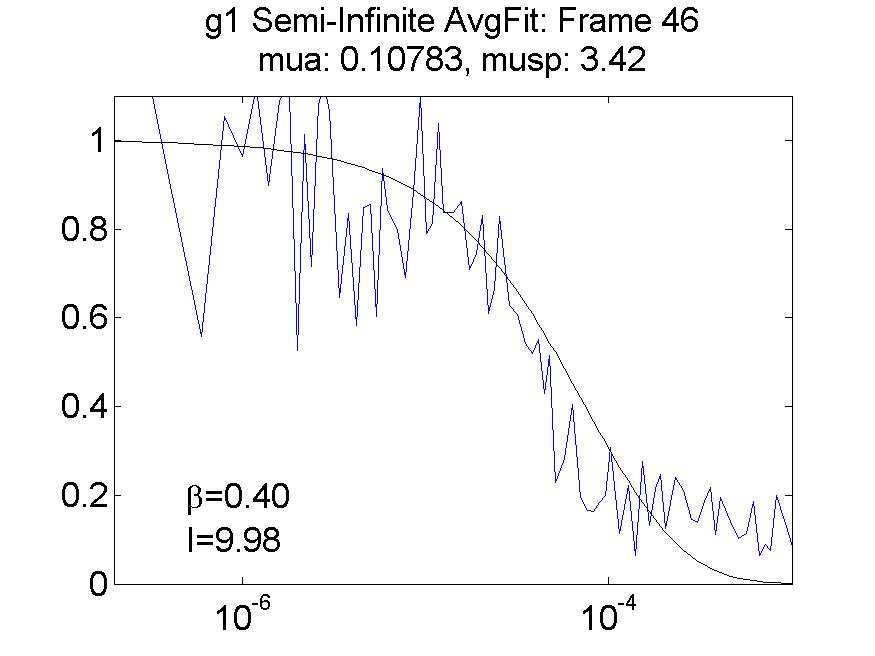 g1 Semi-Infinite AvgFit: Frame 46
mua: 0.10783, musp: 3.42
1
0.8
0.6
0.4
0.2
0
β=0.40
I=9.98
10^-6
10^-4